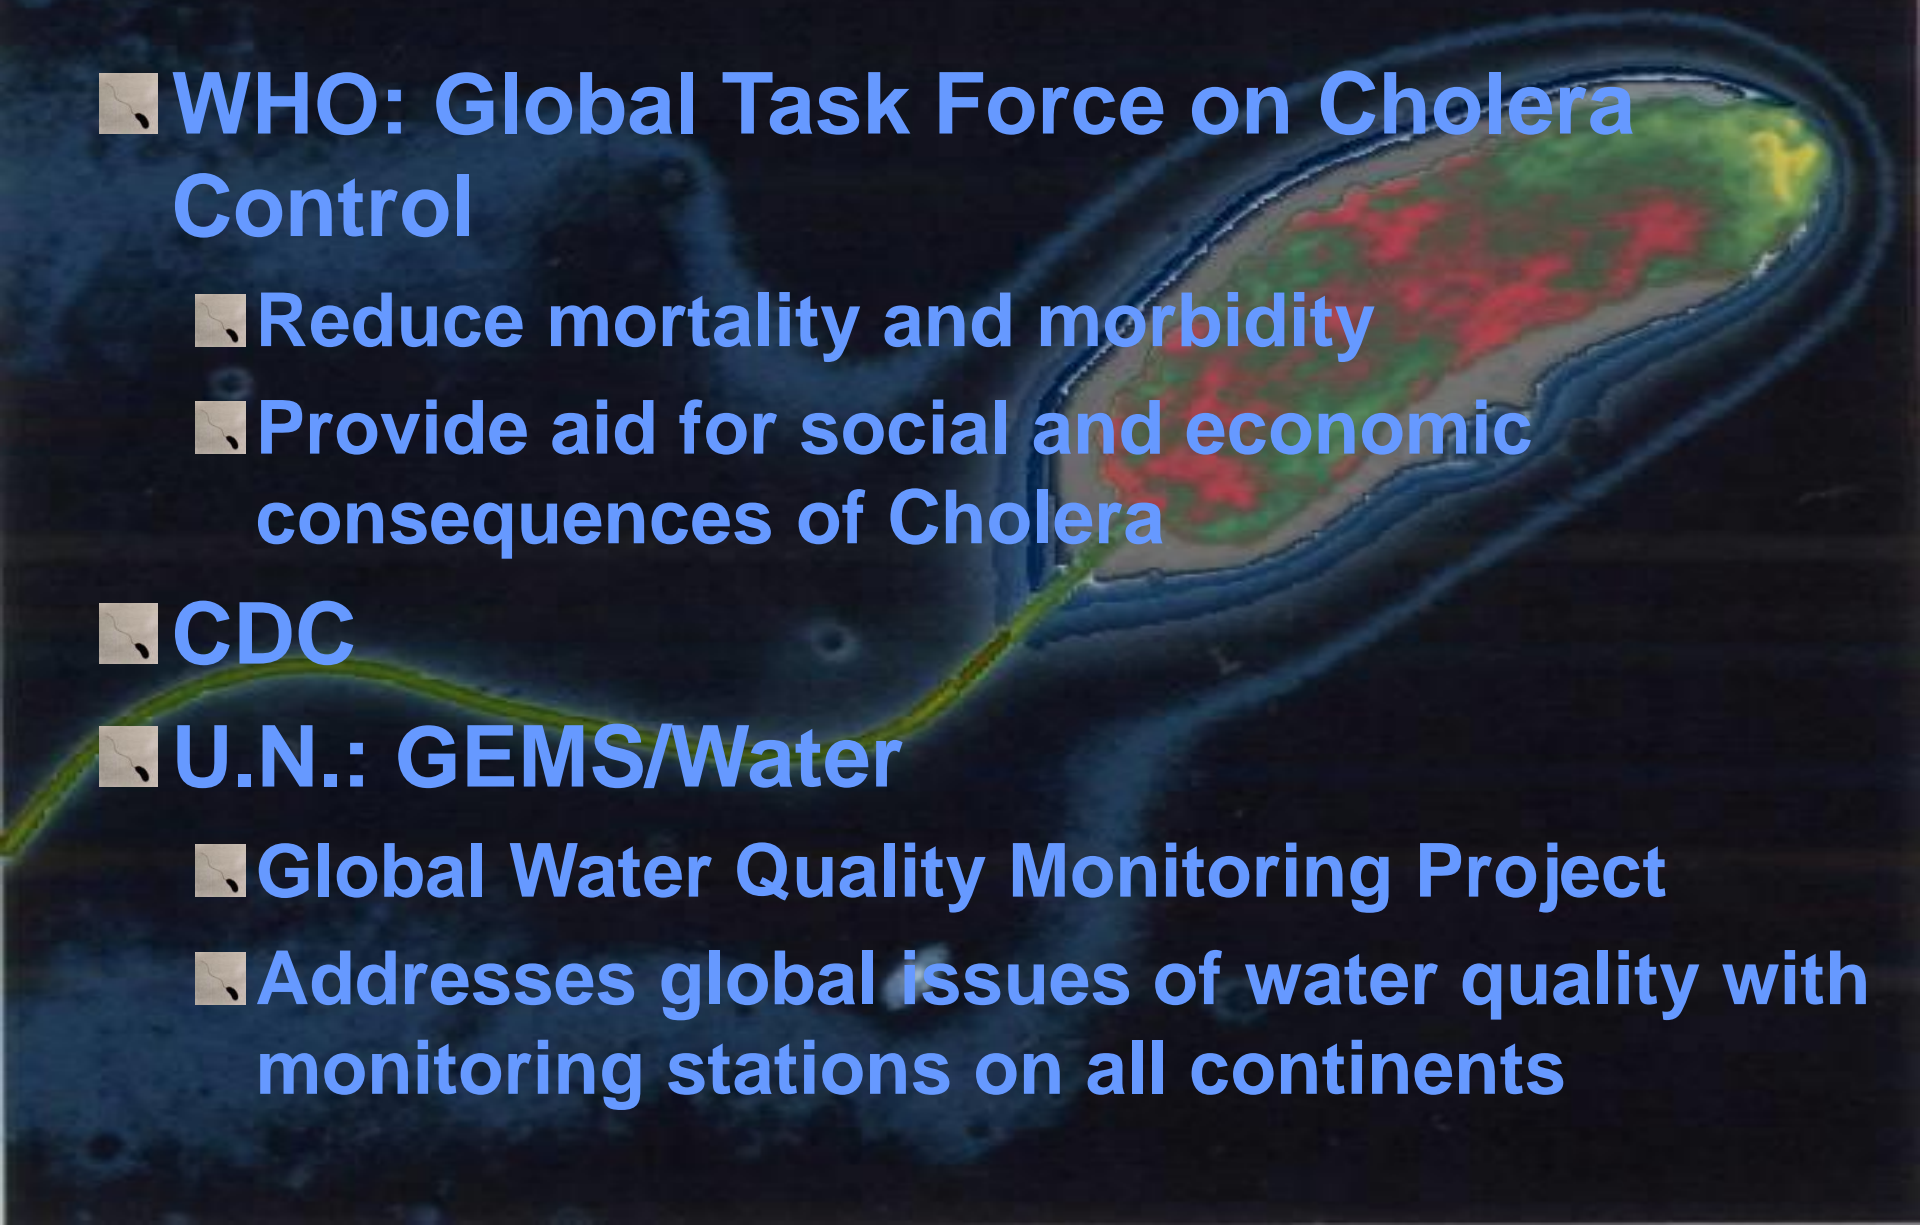 WHO: Global Task Force on Cholera
Control
Reduce mortality and morbidity
Provide aid for social and economic
consequences of Cholera
CDC
U.N.: GEMS/Water
Global Water Quality Monitoring Project
Addresses global issues of water quality with
monitoring stations on all continents